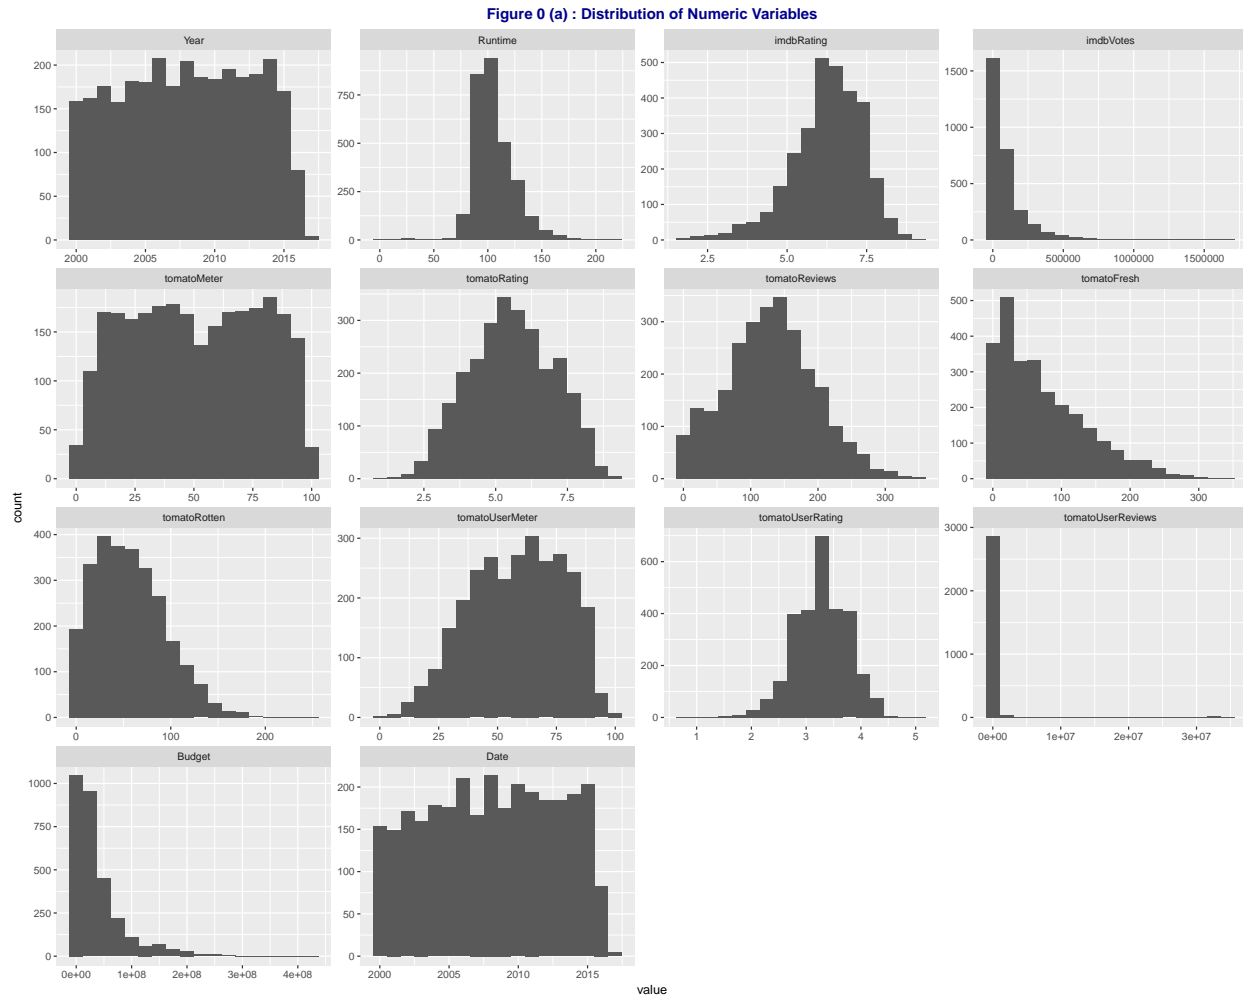 Figure 0 (a) : Distribution of Numeric Variables
Year
Runtime
imdbRating
imdbVotes
200
150
100
50
0
2000 2005 2010 2015
750
500
250
0
0 50 100 150 200
500
400
300
200
100
0
2.5 5.0 7.5
1500
1000
500
0
0 500000 1000000 1500000
tomatoMeter
tomatoRating
tomatoReviews
tomatoFresh
150
100
50
0
0 25 50 75 100
300
200
100
0
2.5 5.0 7.5
300
200
100
0
0 100 200 300
500
400
300
200
100
0
0 100 200 300
count
tomatoRotten
tomatoUserMeter
tomatoUserRating
tomatoUserReviews
400
300
200
100
0
0 100 200
300
200
100
0
0 25 50 75 100
600
400
200
0
1 2 3 4 5
3000
2000
1000
0
0e+00 1e+07 2e+07 3e+07
Budget
Date
1000
750
500
250
0
0e+00 1e+08 2e+08 3e+08 4e+08
200
150
100
50
0
2000 2005 2010 2015
value